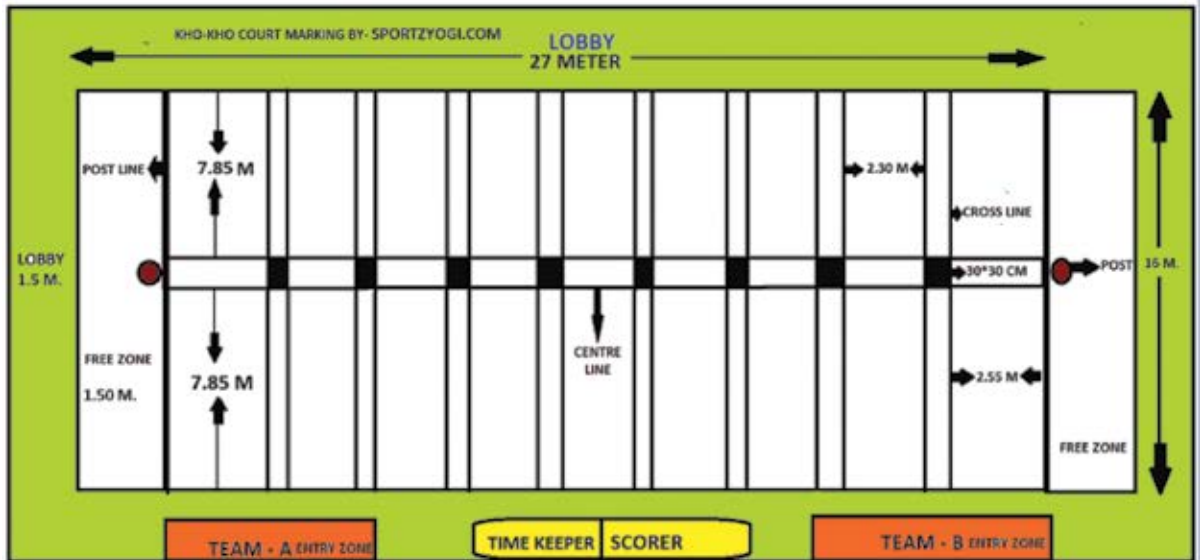 KHO-KHO COURT MARKING BY- SPORTZYOGI.COM
LOBBY
27 METER
POST LINE
7.85 M
2.30 M
CROSS LINE
LOBBY
1.5 M.
30*30 CM
POST
16 M.
CENTRE
LINE
FREE ZONE
1.50 M.
7.85 M
2.55 M
FREE ZONE
TEAM - A ENTRY ZONE
TIME KEEPER
SCORER
TEAM - B ENTRY ZONE